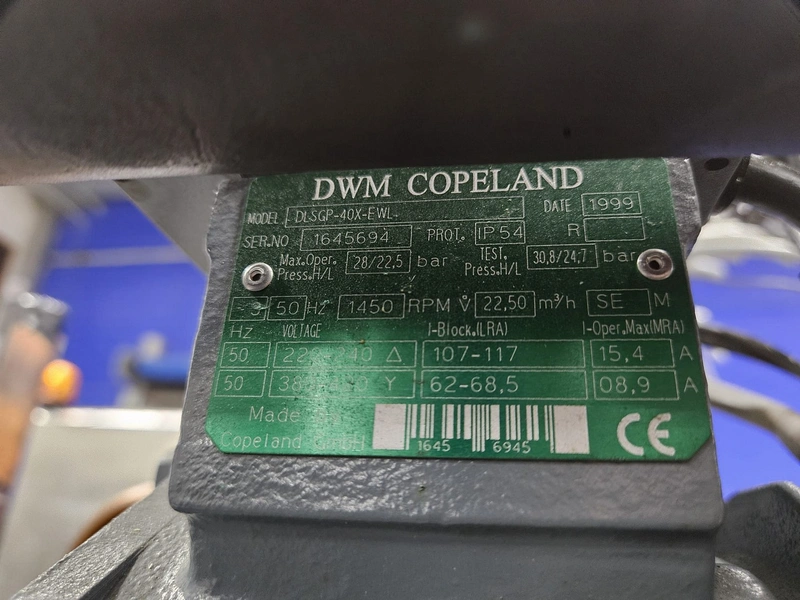 DWM COPELAND
MODEL DLSGP-40X-EWL DATE 1999
SER.NO 1645694 PROT. IP.54 R
Max.Oper. Press.H/L 28/22,5 bar TEST. Press.H/L 30,8/24,7 bar
3 50 HZ 1450 RPM V 22,50 m³/h SE M
Hz VOLTAGE I-Block.(LRA) I-Oper.Max(MRA)
50 Δ 107-117 15,4 A
50 Y 62-68,5 08,9 A
Made
Copeland GmbH
1645 6945
CE